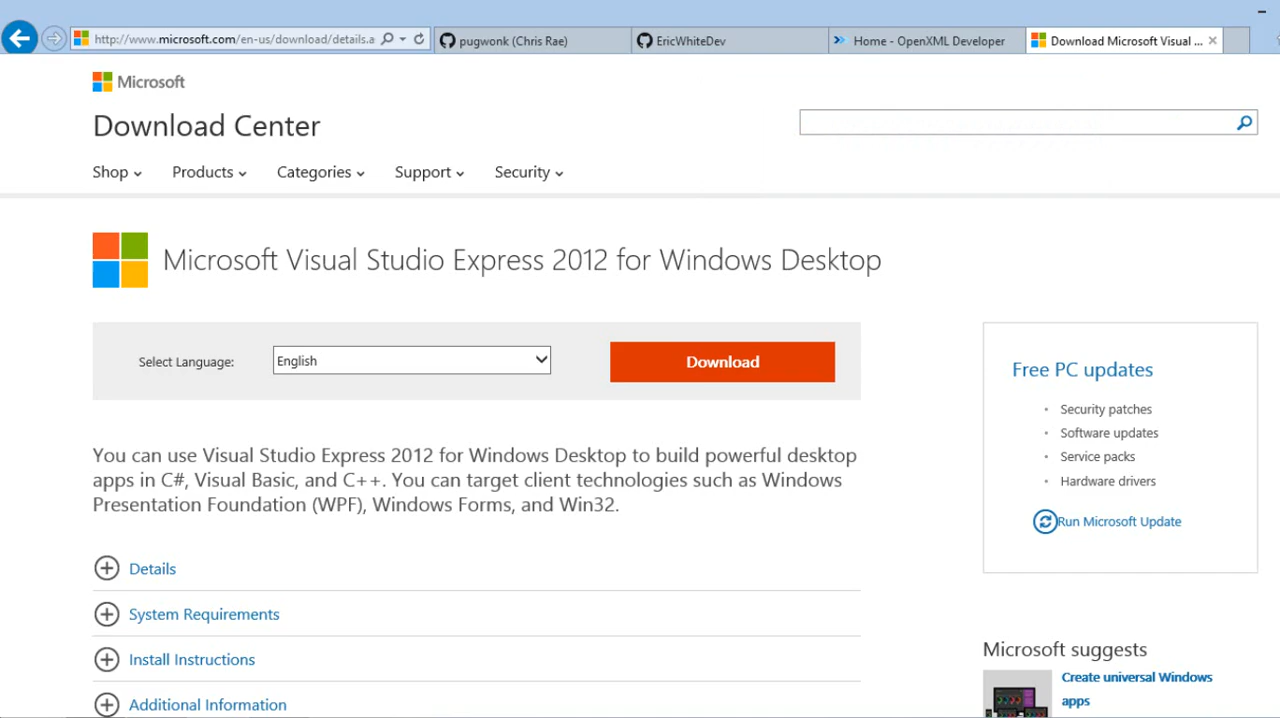 http://www.microsoft.com/en-us/download/details.a
pugwonk (Chris Rae)
EricWhiteDev
Home - OpenXML Developer
Download Microsoft Visual ...
Microsoft
Download Center
Shop
Products
Categories
Support
Security
Microsoft Visual Studio Express 2012 for Windows Desktop
Select Language:
English
Download
You can use Visual Studio Express 2012 for Windows Desktop to build powerful desktop
apps in C#, Visual Basic, and C++. You can target client technologies such as Windows
Presentation Foundation (WPF), Windows Forms, and Win32.
Details
System Requirements
Install Instructions
Additional Information
Free PC updates
• Security patches
• Software updates
• Service packs
• Hardware drivers
Run Microsoft Update
Microsoft suggests
Create universal Windows
apps